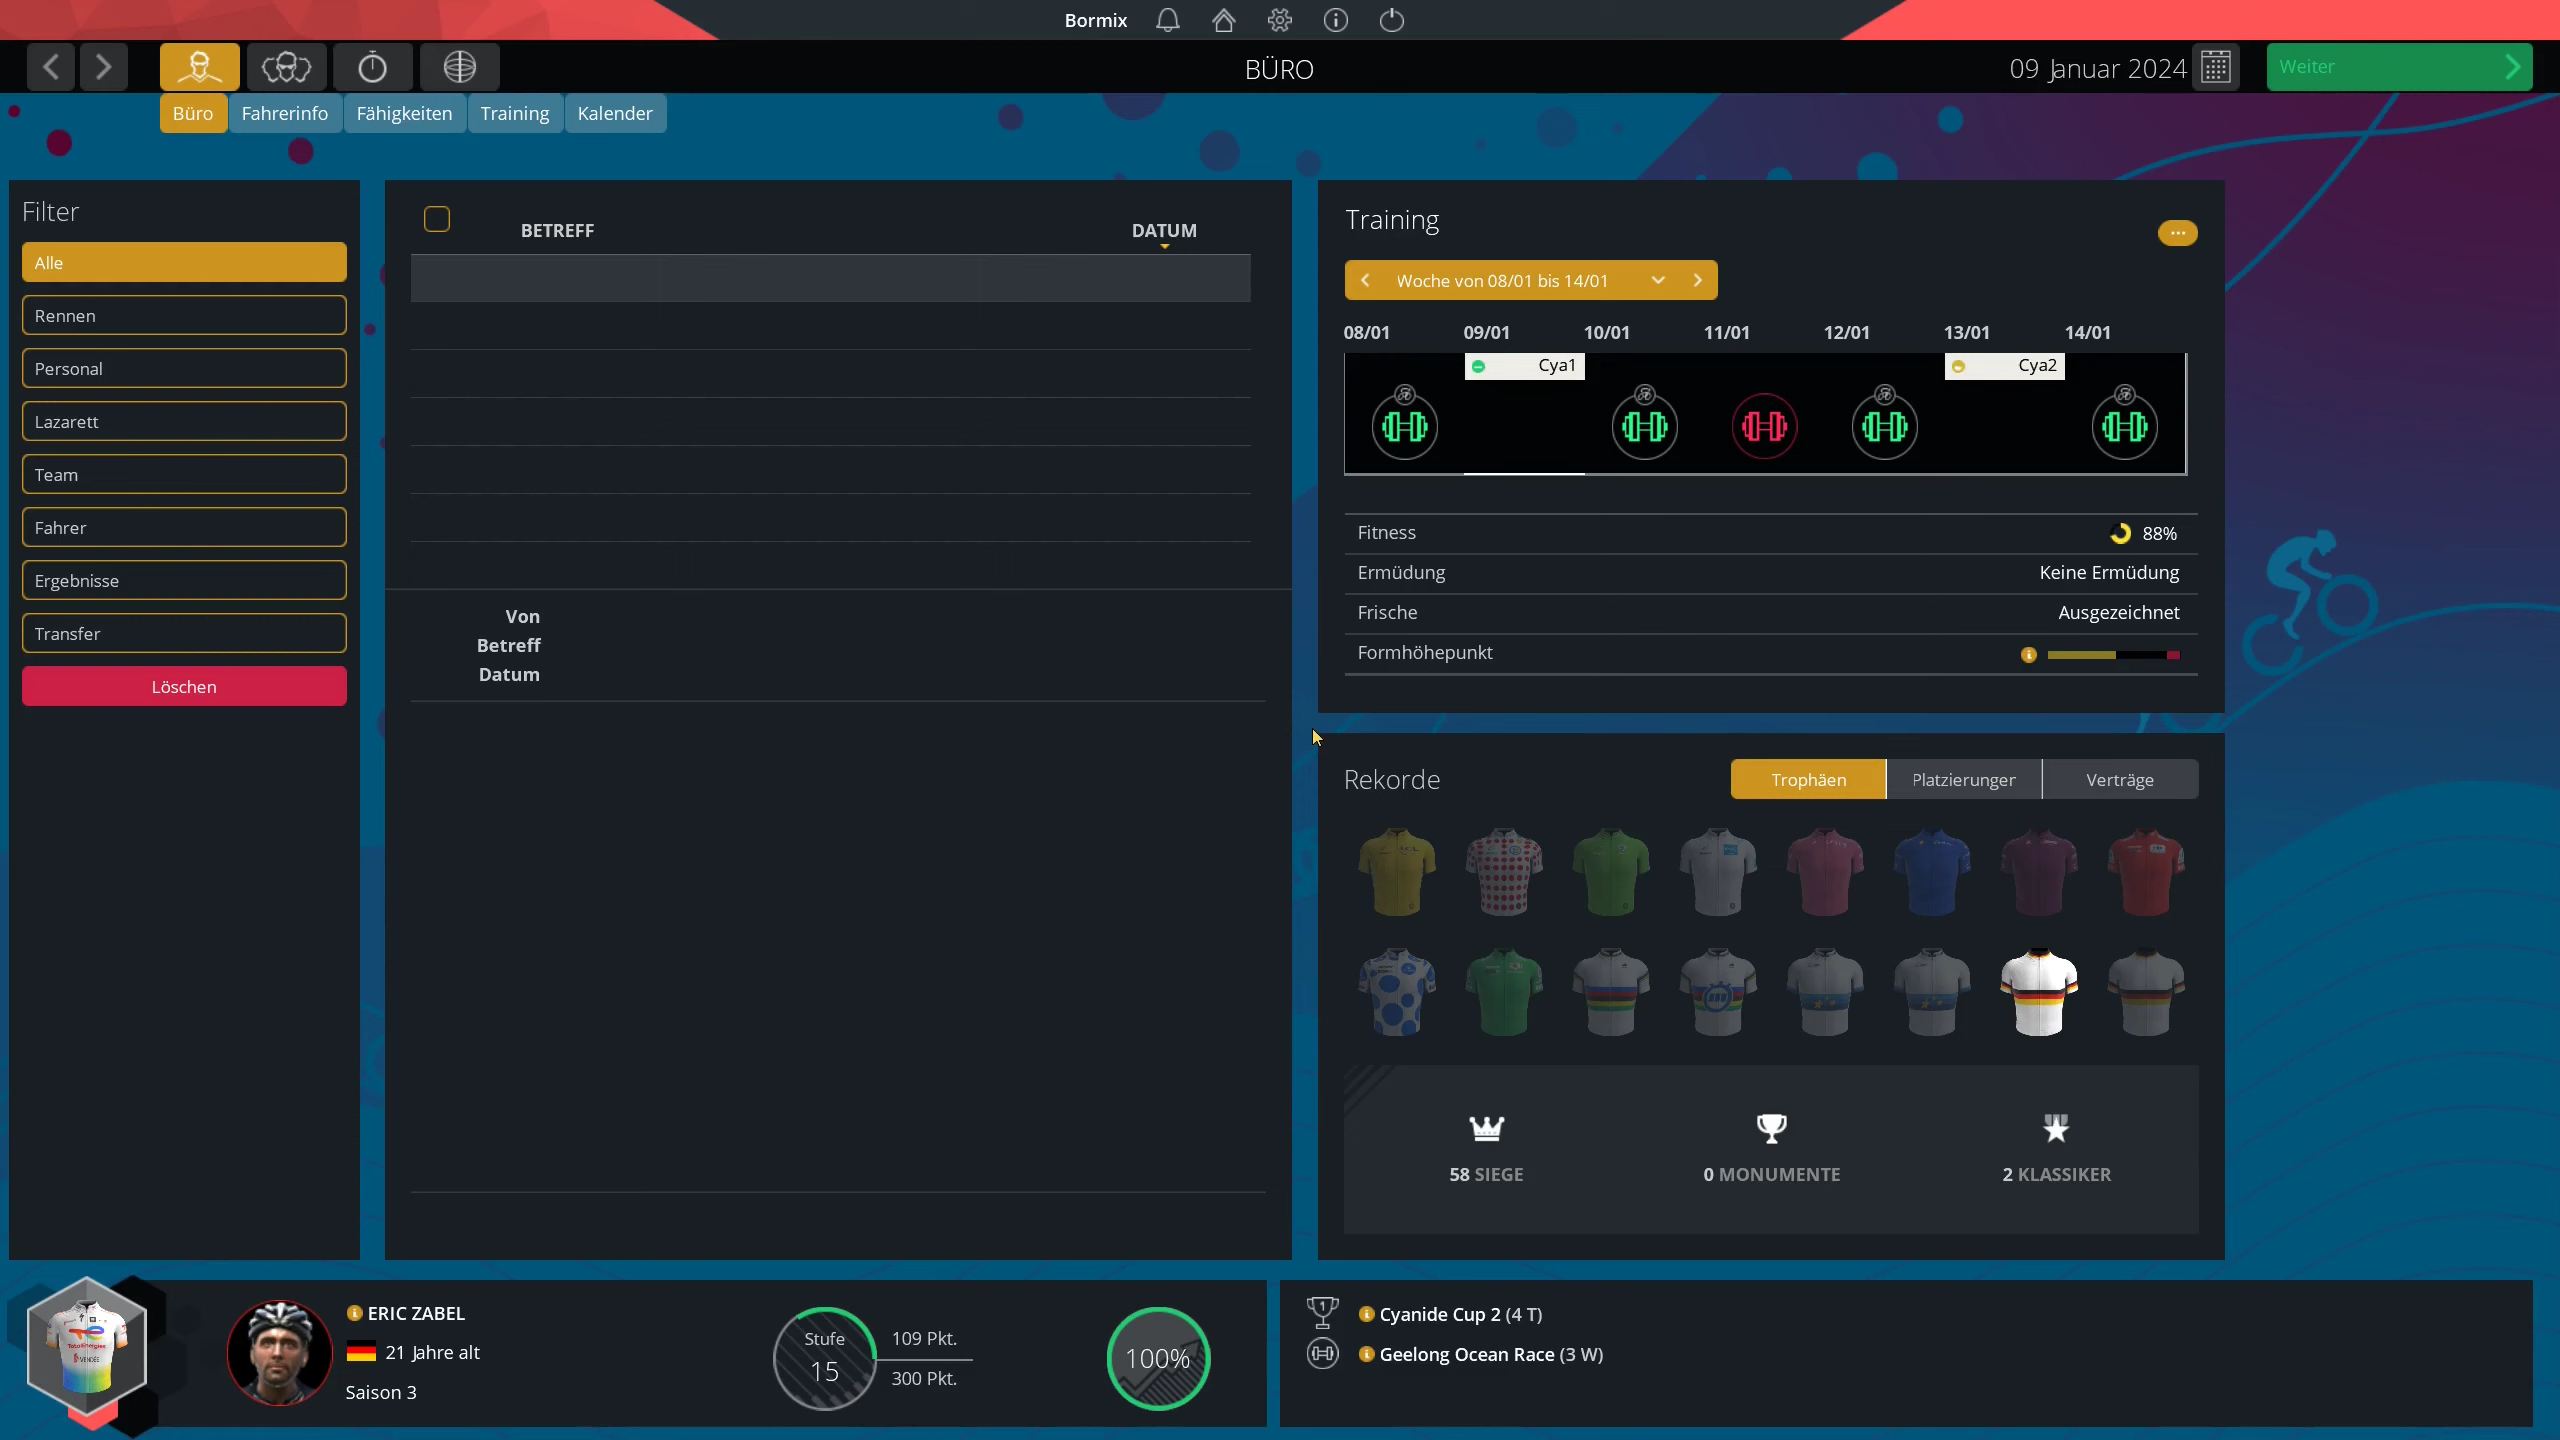 Bormix
BÜRO
09 Januar 2024
Weiter
Büro
Fahrerinfo
Fähigkeiten
Training
Kalender
Filter
Alle
Rennen
Personal
Lazarett
Team
Fahrer
Ergebnisse
Transfer
Löschen
BETREFF
DATUM
Von
Betreff
Datum
Training
...
Woche von 08/01 bis 14/01
08/01 09/01 10/01 11/01 12/01 13/01 14/01
Cya1
Cya2
Fitness
88%
Ermüdung
Keine Ermüdung
Frische
Ausgezeichnet
Formhöhepunkt
Rekorde
Trophäen
Platzierunger
Verträge
58 SIEGE
0 MONUMENTE
2 KLASSIKER
ERIC ZABEL
21 Jahre alt
Saison 3
Stufe
15
109 Pkt.
300 Pkt.
100%
Cyanide Cup 2 (4 T)
Geelong Ocean Race (3 W)
TotalEnergies
VENDÉE